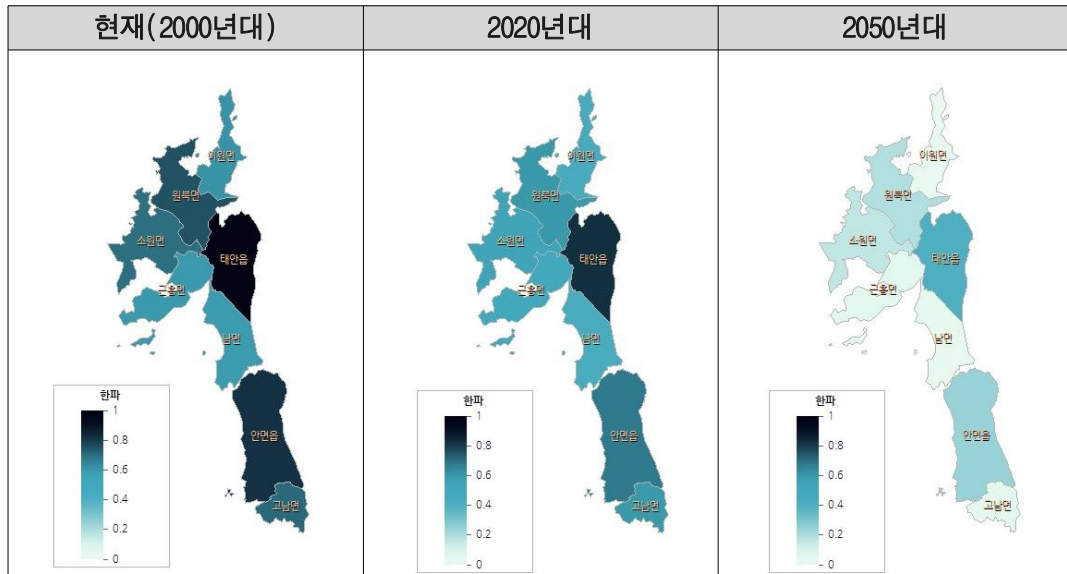 현재(2000년대)
2020년대
2050년대
이원면
원북면
소원면
태안읍
근흥면
남면
안면읍
고남면
한파
1
0.8
0.6
0.4
0.2
0
이원면
원북면
소원면
태안읍
근흥면
남면
안면읍
고남면
한파
1
0.8
0.6
0.4
0.2
0
이원면
원북면
소원면
태안읍
근흥면
남면
안면읍
고남면
한파
1
0.8
0.6
0.4
0.2
0